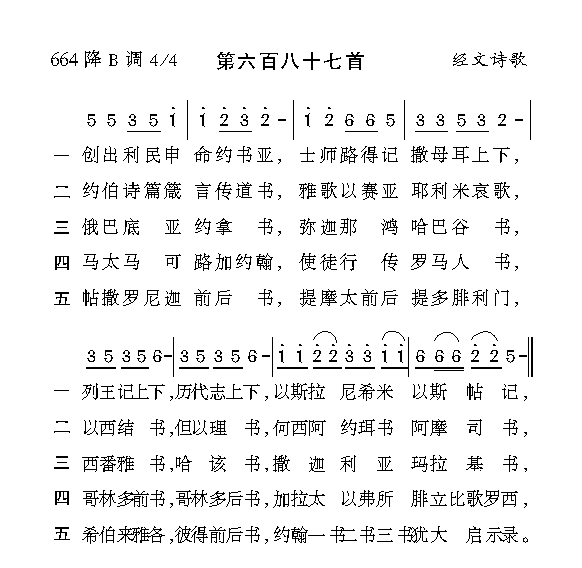 664降B调4/4 第六百八十七首 经文诗歌
5 5 3 5 i | i 2 3 2 - | i 2 6 6 5 | 3 3 5 3 2 - |
一 创出利民申 命约书亚, 士师路得记 撒母耳上下,
二 约伯诗篇箴 言传道书, 雅歌以赛亚 耶利米哀歌,
三 俄巴底 亚 约拿 书, 弥迦那 鸿 哈巴谷 书,
四 马太马 可 路加约翰, 使徒行 传 罗马人 书,
五 帖撒罗尼迦 前后 书, 提摩太前后 提多腓利门,
3 5 3 5 6 - | 3 5 3 5 6 - | i i 2 2 3 3 i i | 6 6 6 2 2 5 - ||
一 列王记上下,历代志上下,以斯拉 尼希米 以斯 帖 记,
二 以西结 书,但以理 书,何西阿 约珥书 阿摩 司 书,
三 西番雅 书,哈 该 书,撒 迦 利 亚 玛拉 基 书,
四 哥林多前书,哥林多后书,加拉太 以弗所 腓立比歌罗西,
五 希伯来雅各,彼得前后书,约翰一书二书三书犹大 启示录。